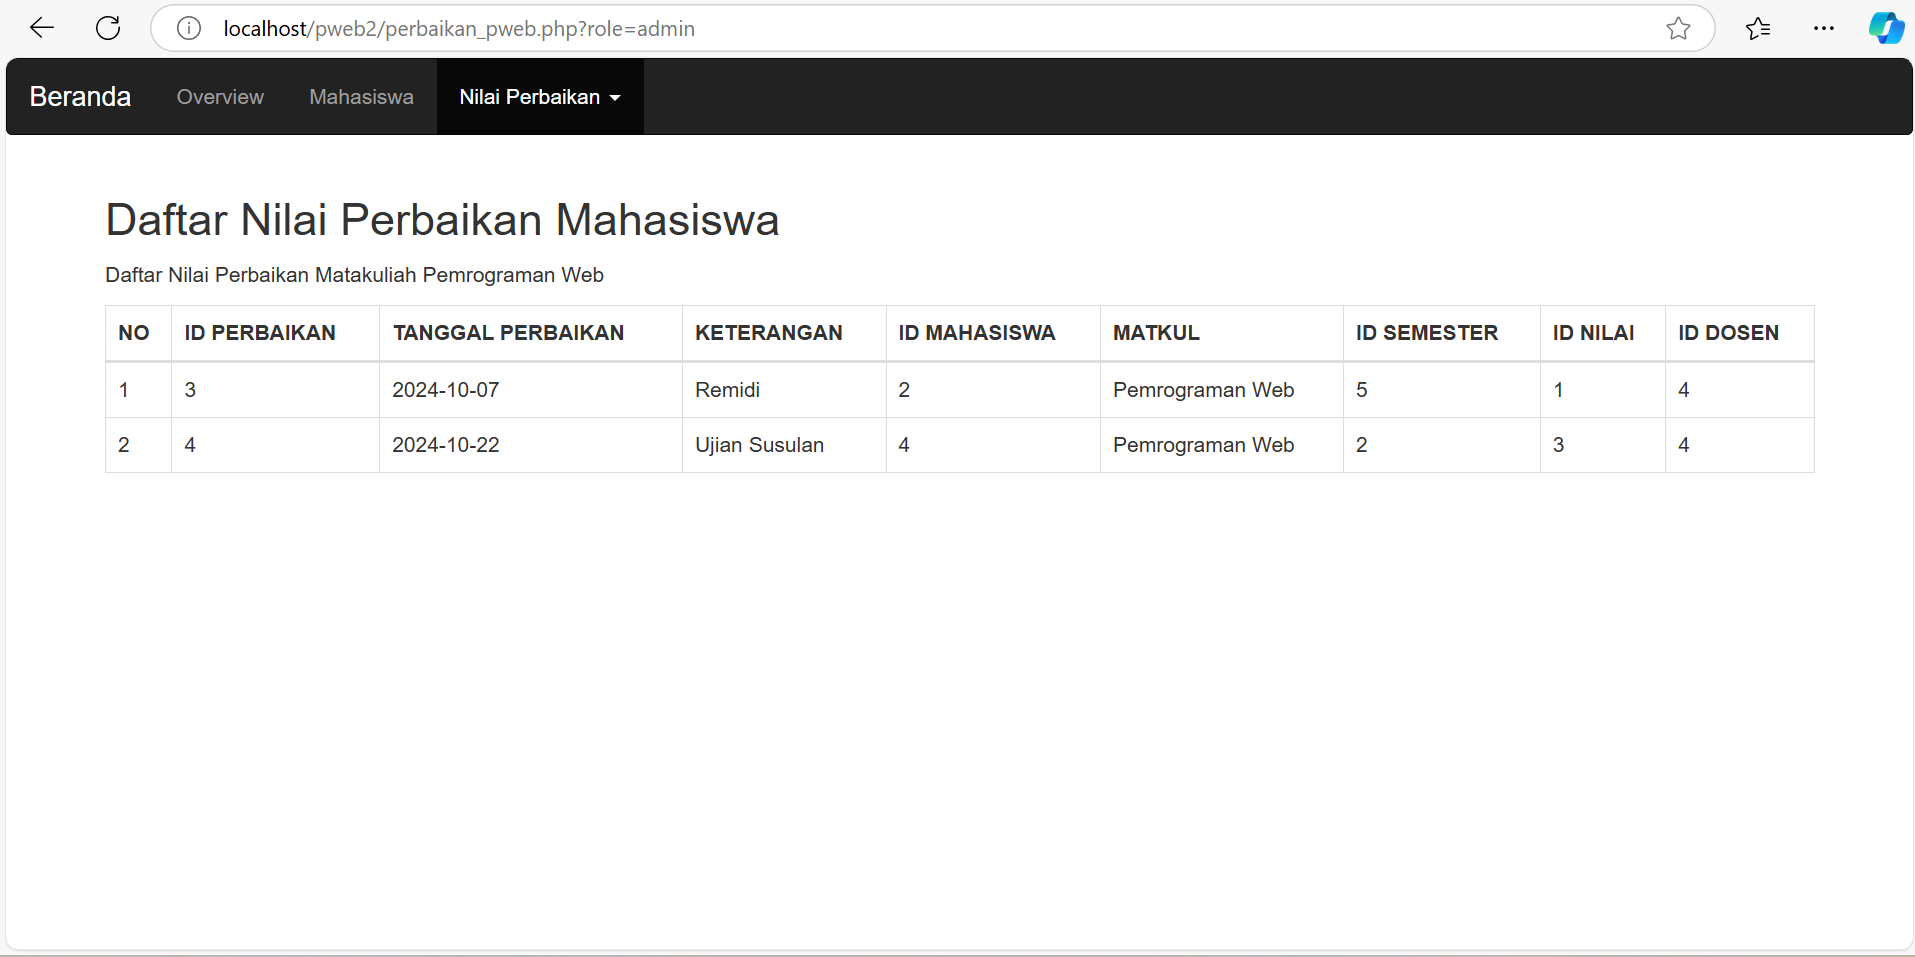 localhost/pweb2/perbaikan_pweb.php?role=admin
Beranda Overview Mahasiswa Nilai Perbaikan
Daftar Nilai Perbaikan Mahasiswa
Daftar Nilai Perbaikan Matakuliah Pemrograman Web
NO ID PERBAIKAN TANGGAL PERBAIKAN KETERANGAN ID MAHASISWA MATKUL ID SEMESTER ID NILAI ID DOSEN
1 3 2024-10-07 Remidi 2 Pemrograman Web 5 1 4
2 4 2024-10-22 Ujian Susulan 4 Pemrograman Web 2 3 4